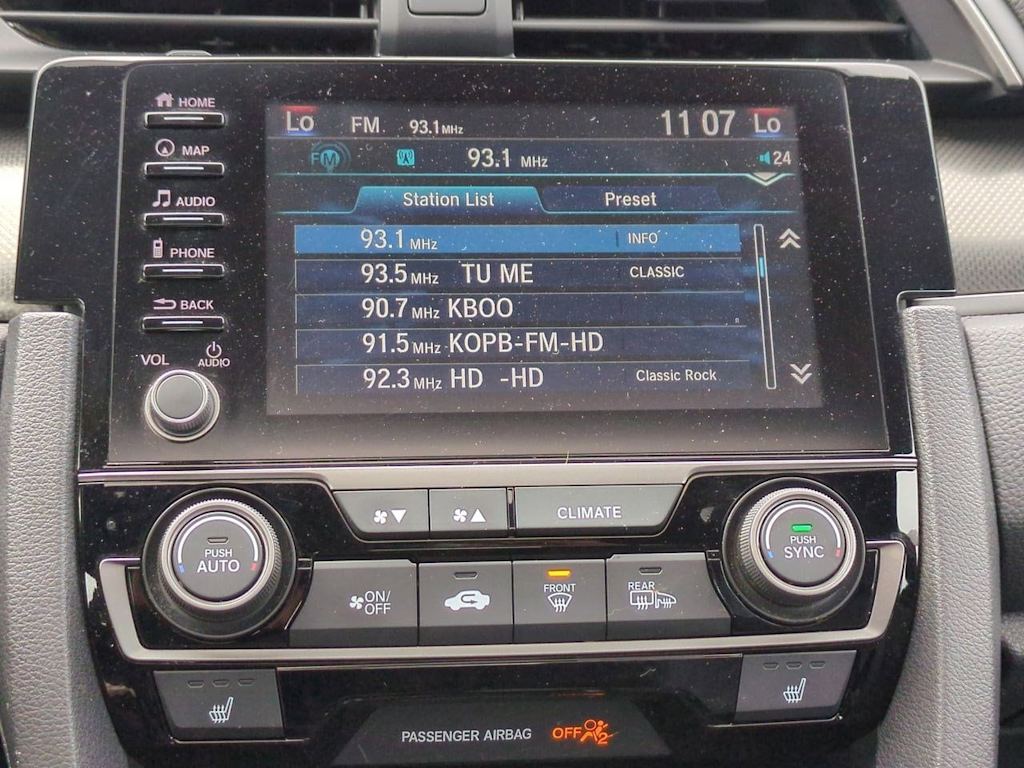 HOME
MAP
AUDIO
PHONE
BACK
VOL
AUDIO
Lo FM 93.1 MHz 11 07 Lo
FM 93.1 MHz 24
Station List Preset
93.1 MHz INFO
93.5 MHz TU ME CLASSIC
90.7 MHz KBOO
91.5 MHz KOPB-FM-HD
92.3 MHz HD -HD Classic Rock
CLIMATE
PUSH
AUTO
ON/
OFF
FRONT
REAR
PUSH
SYNC
PASSENGER AIRBAG OFF 2